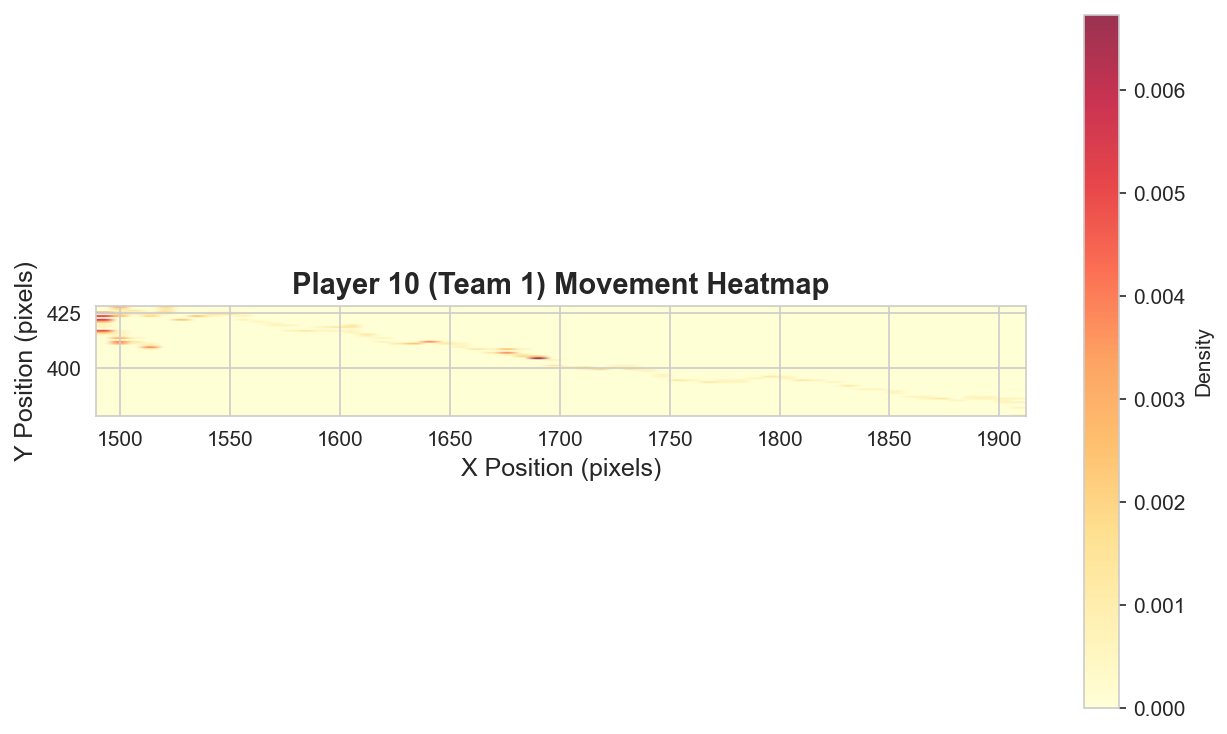 Player 10 (Team 1) Movement Heatmap
Y Position (pixels)
425
400
1500 1550 1600 1650 1700 1750 1800 1850 1900
X Position (pixels)
0.006
0.005
0.004
0.003
0.002
0.001
0.000
Density